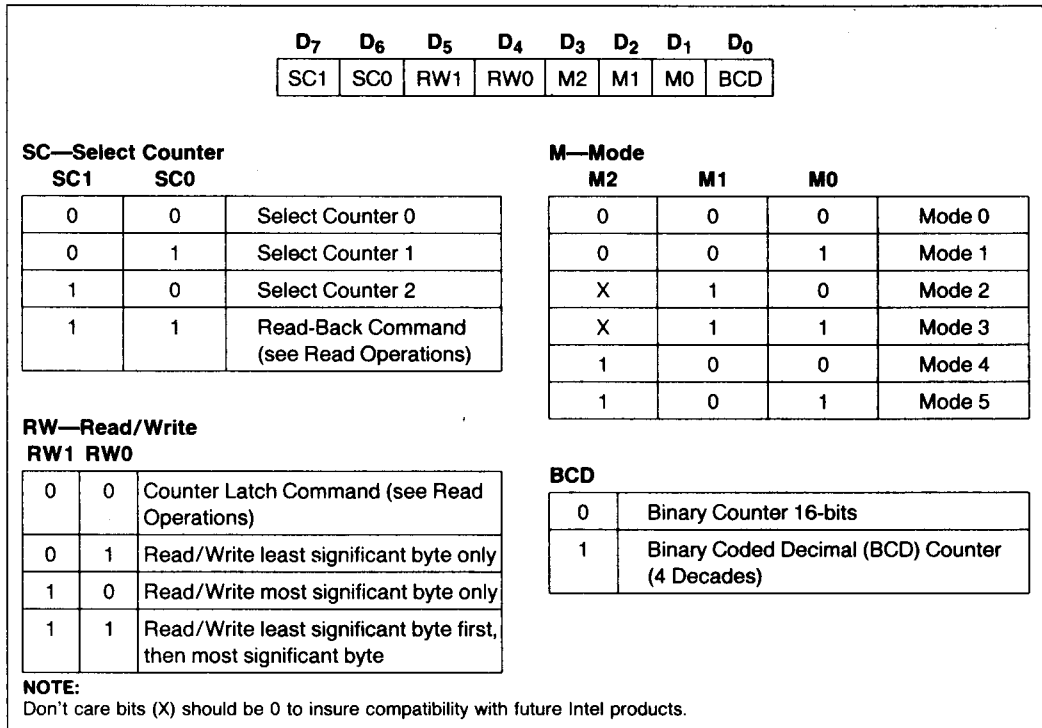 D7 D6 D5 D4 D3 D2 D1 D0
SC1 SC0 RW1 RW0 M2 M1 M0 BCD
SC—Select Counter
SC1 SC0
0 0 Select Counter 0
0 1 Select Counter 1
1 0 Select Counter 2
1 1 Read-Back Command
(see Read Operations)
RW—Read/Write
RW1 RW0
0 0 Counter Latch Command (see Read
Operations)
0 1 Read/Write least significant byte only
1 0 Read/Write most significant byte only
1 1 Read/Write least significant byte first,
then most significant byte
M—Mode
M2 M1 M0
0 0 0 Mode 0
0 0 1 Mode 1
X 1 0 Mode 2
X 1 1 Mode 3
1 0 0 Mode 4
1 0 1 Mode 5
BCD
0 Binary Counter 16-bits
1 Binary Coded Decimal (BCD) Counter
(4 Decades)
NOTE:
Don't care bits (X) should be 0 to insure compatibility with future Intel products.